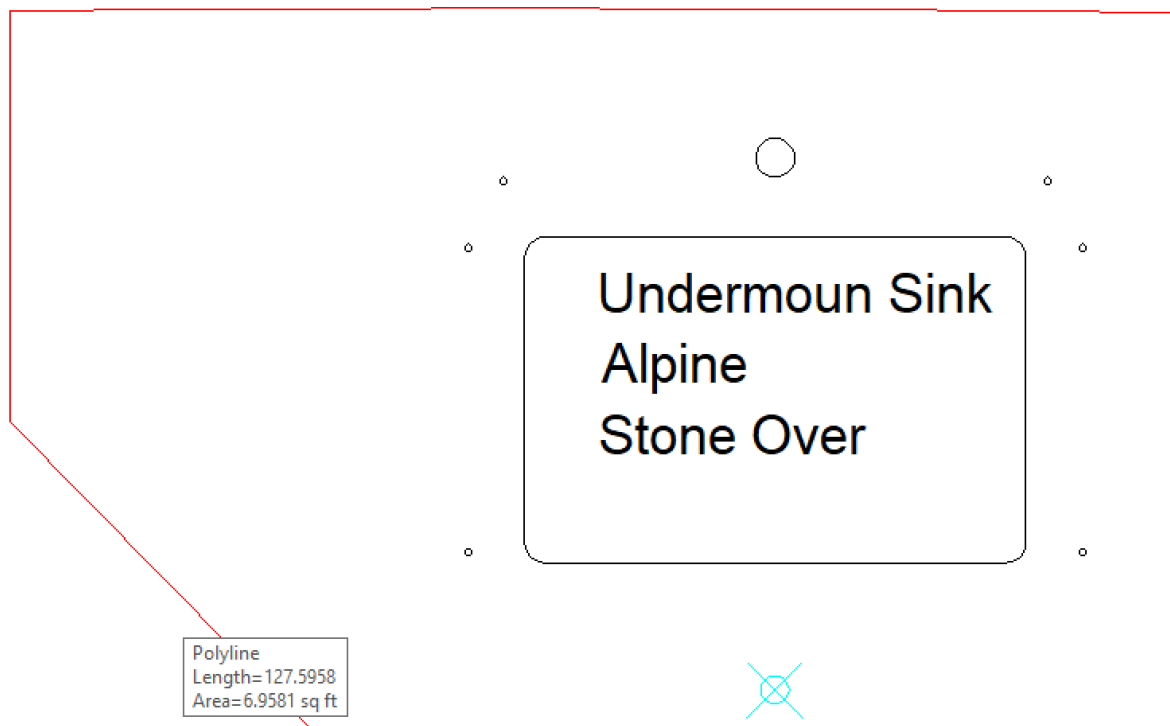 Undermoun Sink
Alpine
Stone Over
Polyline
Length=127.5958
Area=6.9581 sq ft